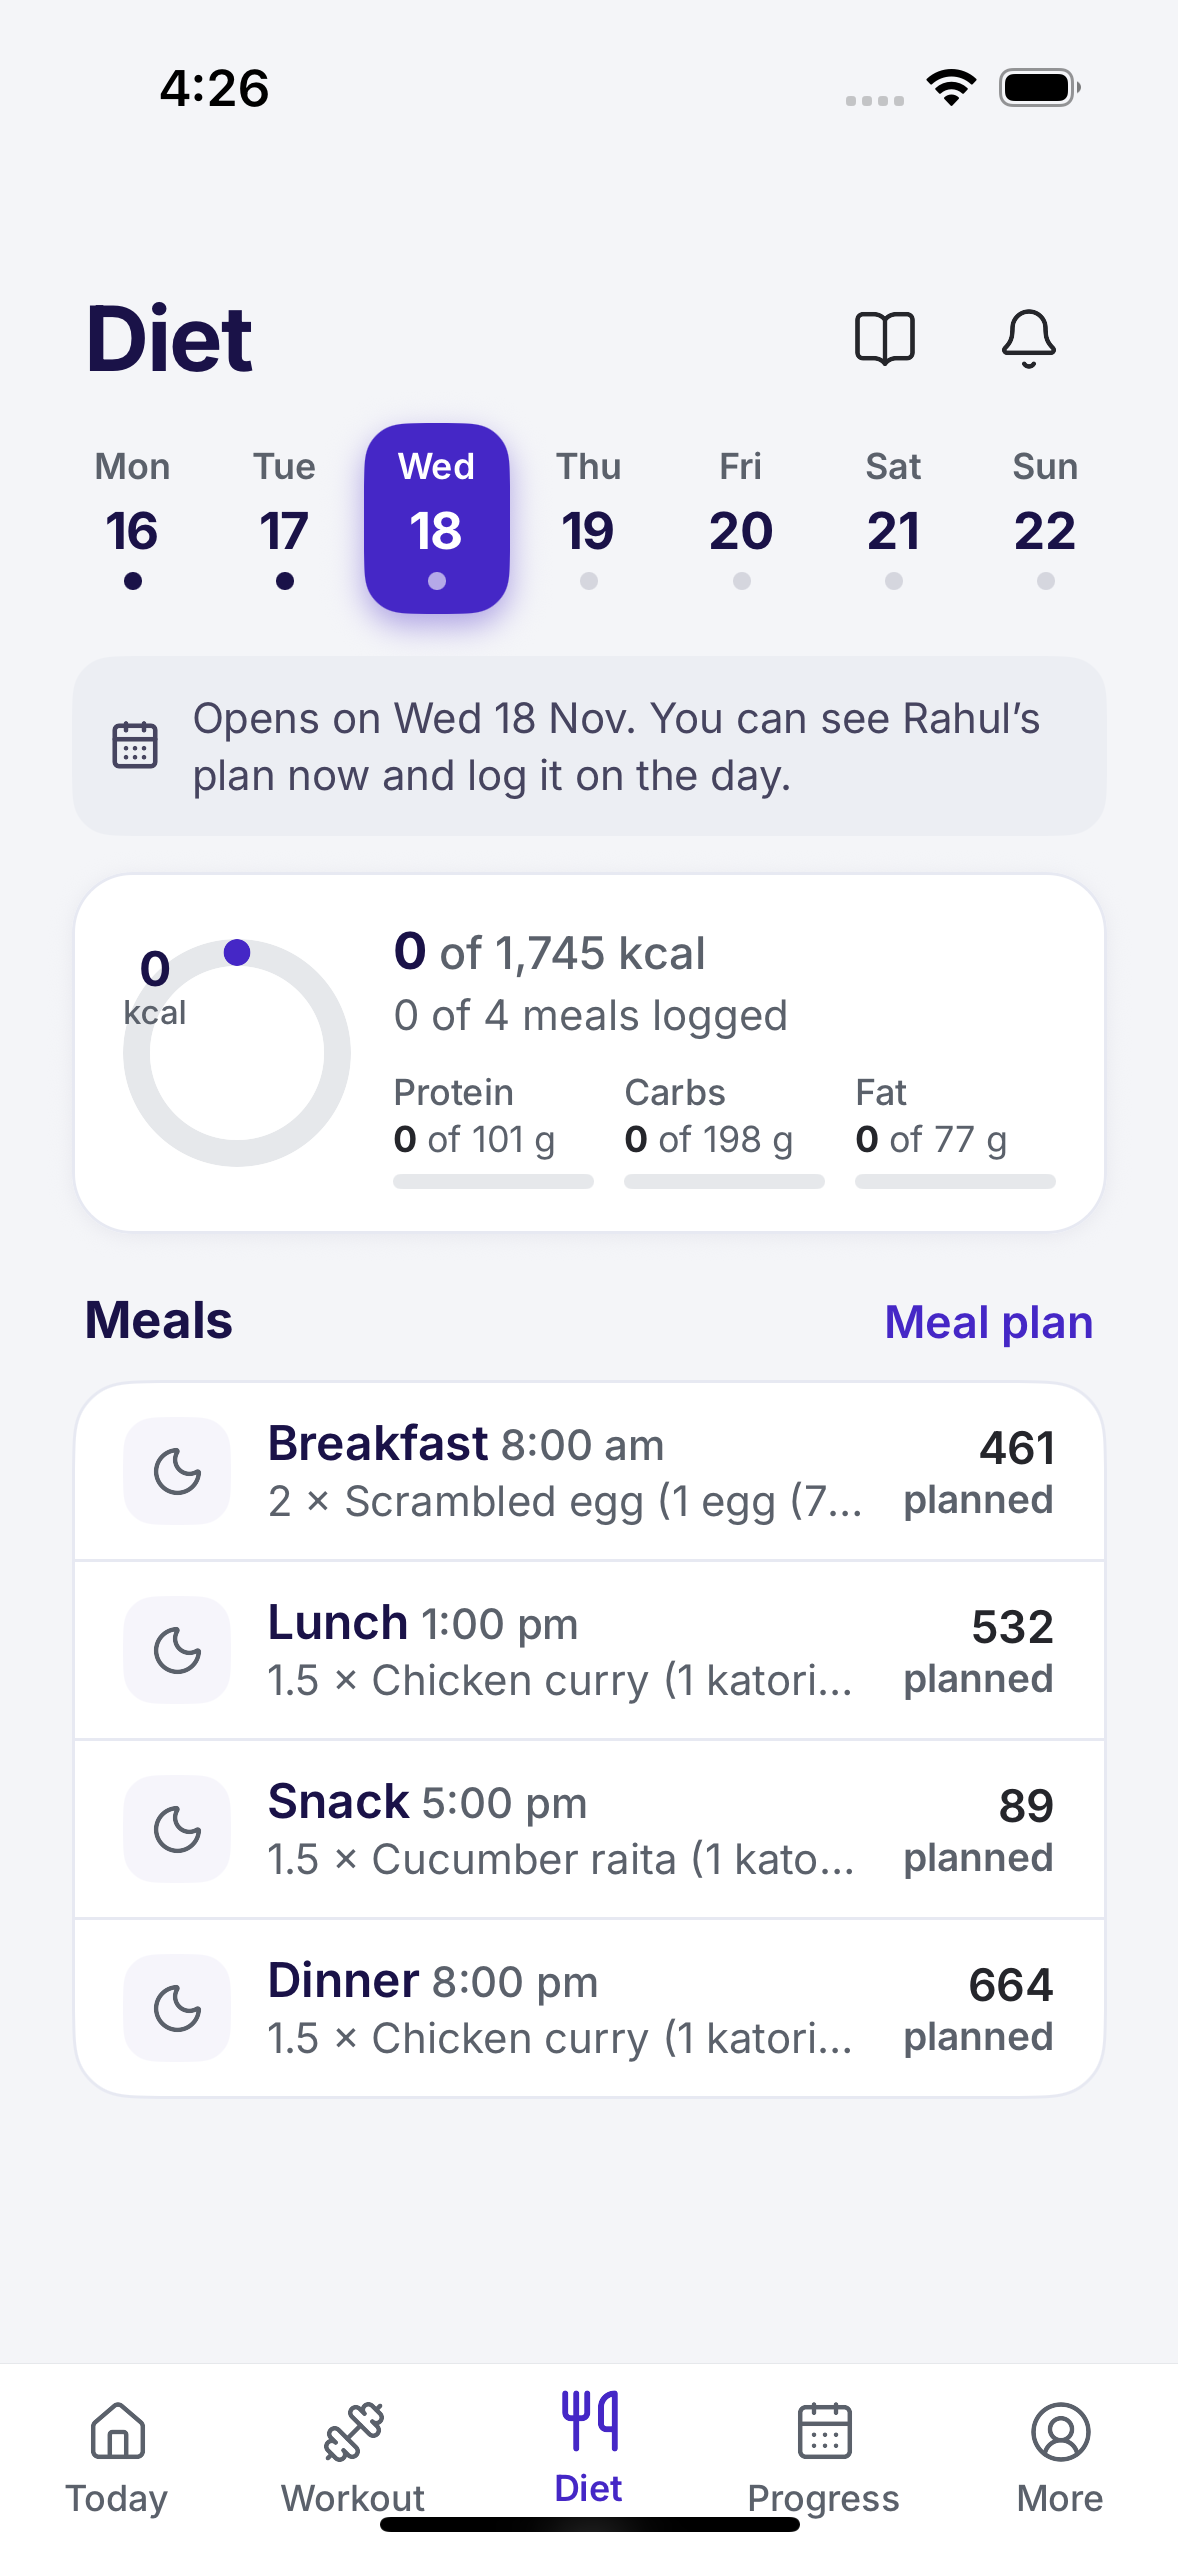 4:26
Diet
Mon Tue Wed Thu Fri Sat Sun
16 17 18 19 20 21 22
Opens on Wed 18 Nov. You can see Rahul’s
plan now and log it on the day.
0
kcal
0 of 1,745 kcal
0 of 4 meals logged
Protein Carbs Fat
0 of 101 g 0 of 198 g 0 of 77 g
Meals Meal plan
Breakfast 8:00 am 461
2 × Scrambled egg (1 egg (7... planned
Lunch 1:00 pm 532
1.5 × Chicken curry (1 katori... planned
Snack 5:00 pm 89
1.5 × Cucumber raita (1 kato... planned
Dinner 8:00 pm 664
1.5 × Chicken curry (1 katori... planned
Today Workout Diet Progress More